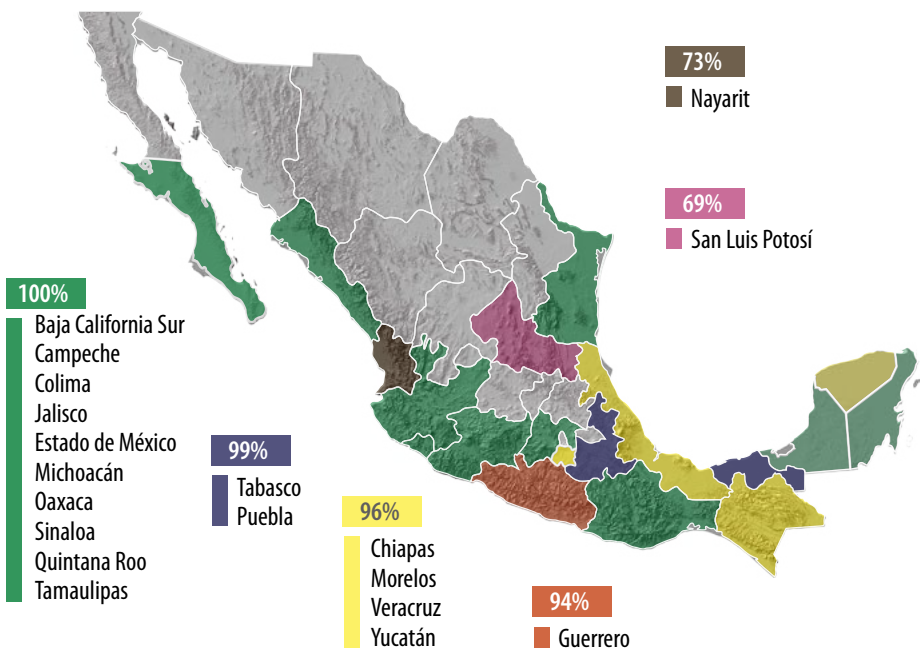 73%
Nayarit
69%
San Luis Potosí
100%
Baja California Sur
Campeche
Colima
Jalisco
Estado de México
Michoacán
Oaxaca
Sinaloa
Quintana Roo
Tamaulipas
99%
Tabasco
Puebla
96%
Chiapas
Morelos
Veracruz
Yucatán
94%
Guerrero